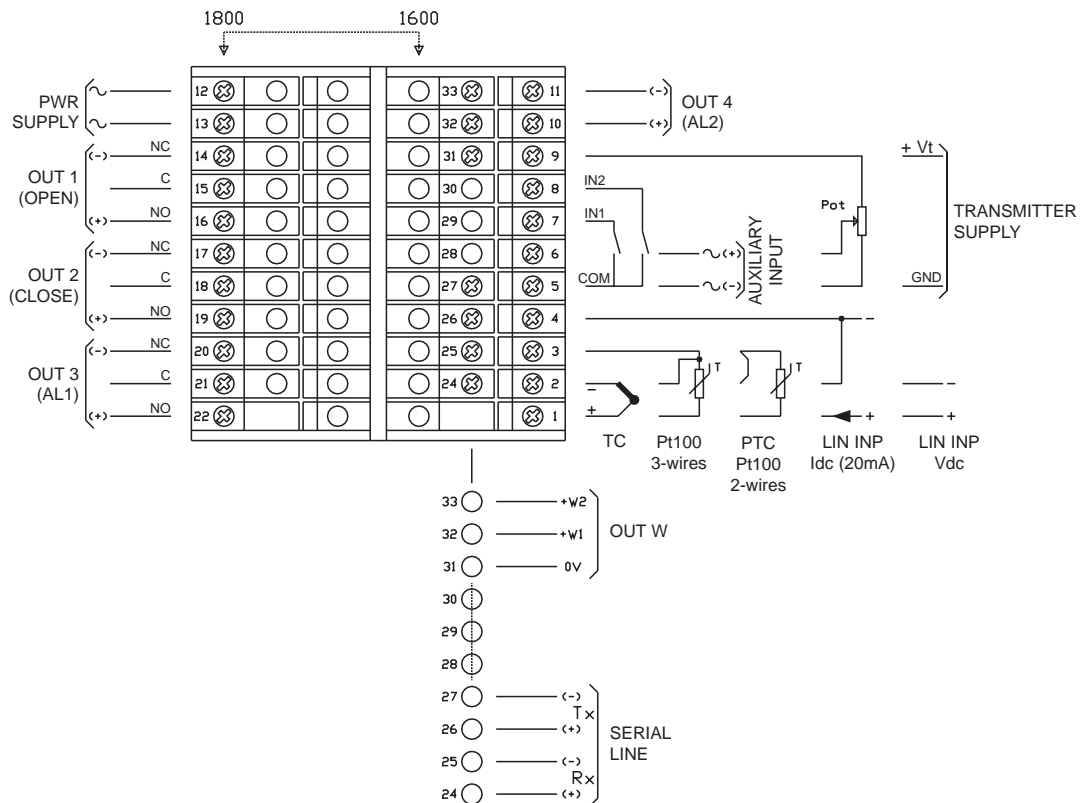 1800 1600
PWR
SUPPLY
OUT 1
(OPEN)
OUT 2
(CLOSE)
OUT 3
(AL1)
(-) NC
C
(+) NO
(-) NC
C
(+) NO
(-) NC
C
(+) NO
12 33 11
13 32 10
14 31 9
15 30 8
16 29 7
17 28 6
18 27 5
19 26 4
20 25 3
21 24 2
22 1
(-)
(+)
OUT 4
(AL2)
IN2
IN1
COM
(+)
(-)
AUXILIARY
INPUT
Pot
+ Vt
GND
TRANSMITTER
SUPPLY
-
- -
+ + +
T T
TC
Pt100
3-wires
PTC
Pt100
2-wires
LIN INP
Idc (20mA)
LIN INP
Vdc
33 +W2
32 +W1
31 0V
OUT W
30
29
28
27 (-)
Tx
26 (+)
25 (-)
Rx
24 (+)
SERIAL
LINE